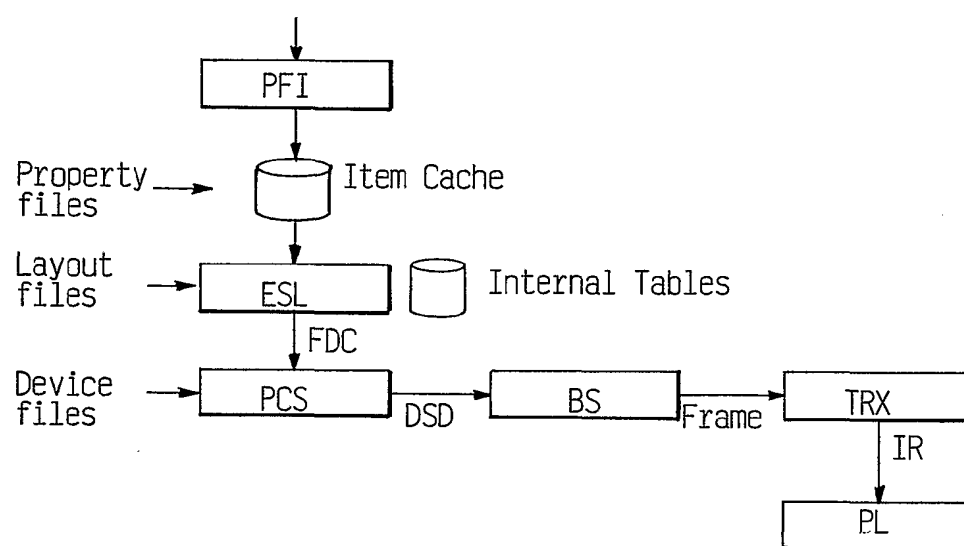 PFI
Property
files
Item Cache
Layout
files
ESL
Internal Tables
FDC
Device
files
PCS
DSD
BS
Frame
TRX
IR
PL